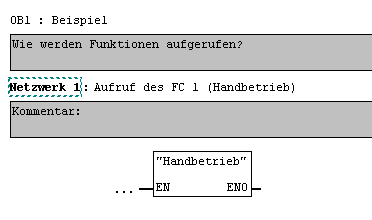 OB1 : Beispiel
Wie werden Funktionen aufgerufen?
Netzwerk 1: Aufruf des FC 1 (Handbetrieb)
Kommentar:
"Handbetrieb"
... EN ENO